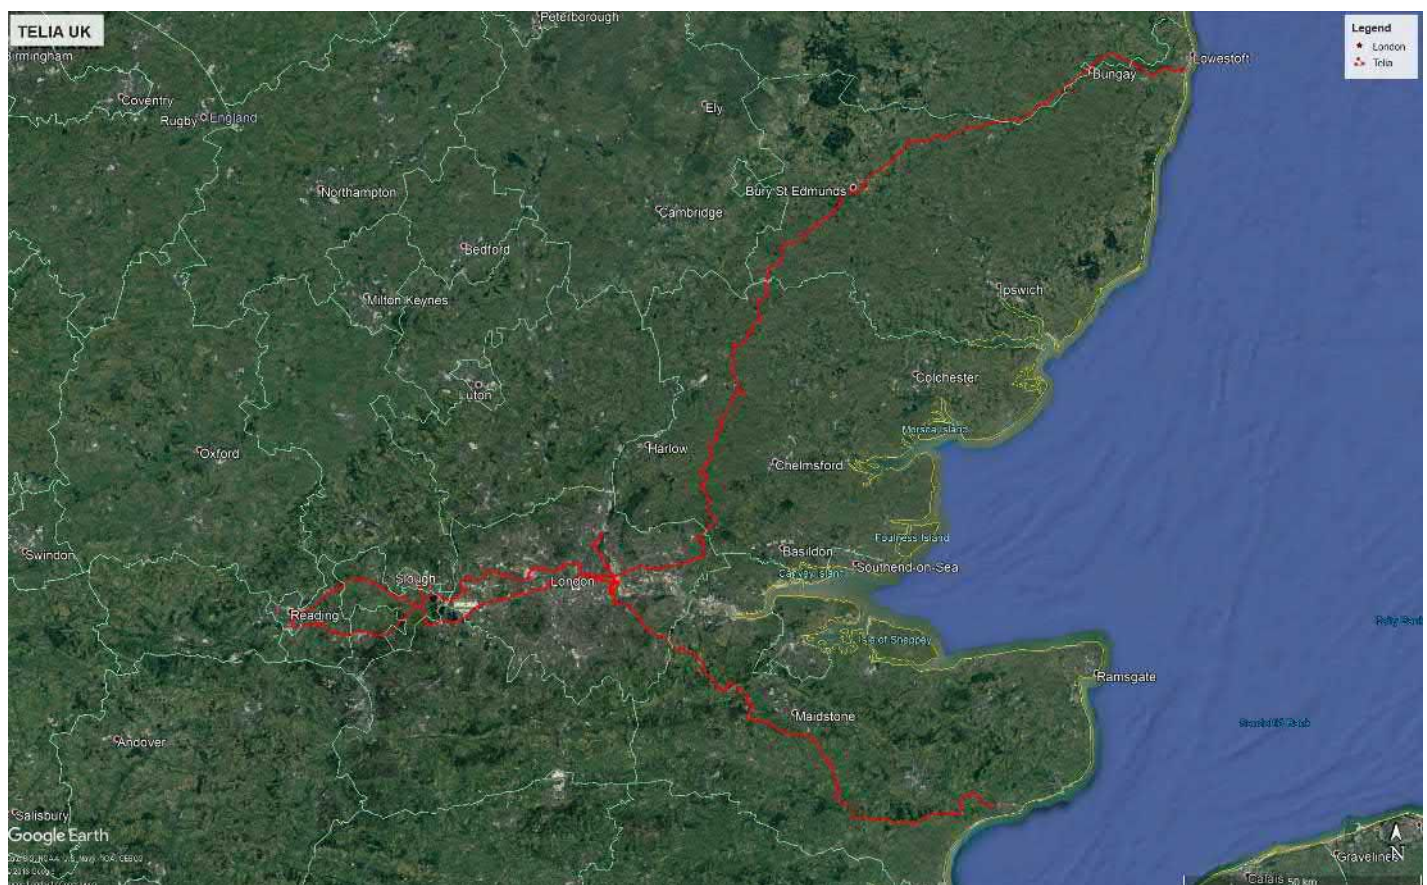 TELIA UK
Legend
London
Telia
Peterborough
Birmingham
Coventry
Rugby
England
Ely
Bungay
Lowestoft
Northampton
Cambridge
Bury St Edmunds
Bedford
Milton Keynes
Ipswich
Luton
Colchester
Oxford
Harlow
Chelmsford
Mersea Island
Swindon
Basildon
Foulness Island
Southend-on-Sea
Canvey Island
Slough
London
Reading
Isle of Sheppey
Ramsgate
Maidstone
Andover
Salisbury
Google Earth
N
Gravelines
Calais
50 km